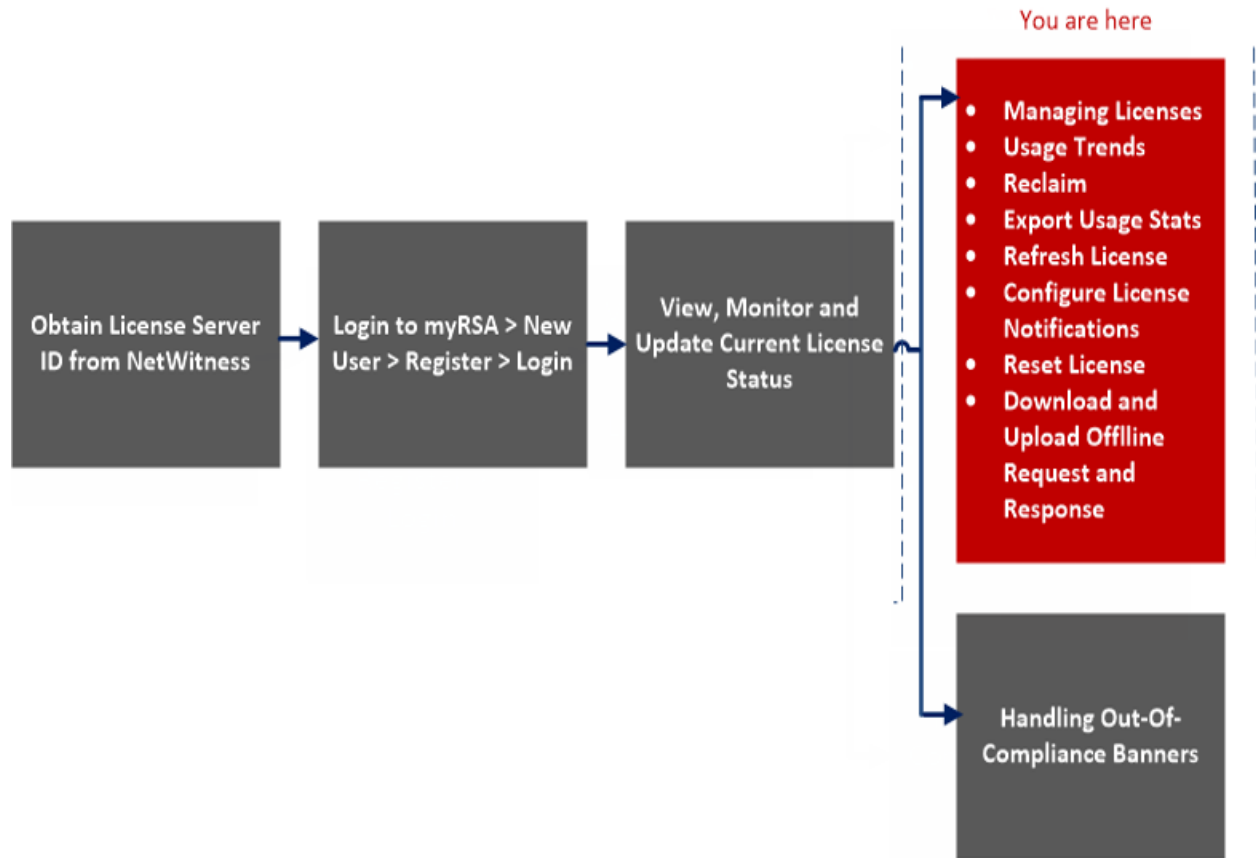 You are here
Obtain License Server
ID from NetWitness
Login to myRSA > New
User > Register > Login
View, Monitor and
Update Current License
Status
• Managing Licenses
• Usage Trends
• Reclaim
• Export Usage Stats
• Refresh License
• Configure License
Notifications
• Reset License
• Download and
Upload Offlline
Request and
Response
Handling Out-Of-
Compliance Banners